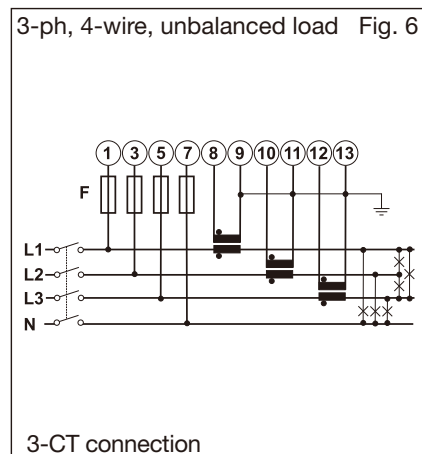 3-ph, 4-wire, unbalanced load Fig. 6
1 3 5 7 8 9 10 11 12 13
F
L1
L2
L3
N
3-CT connection